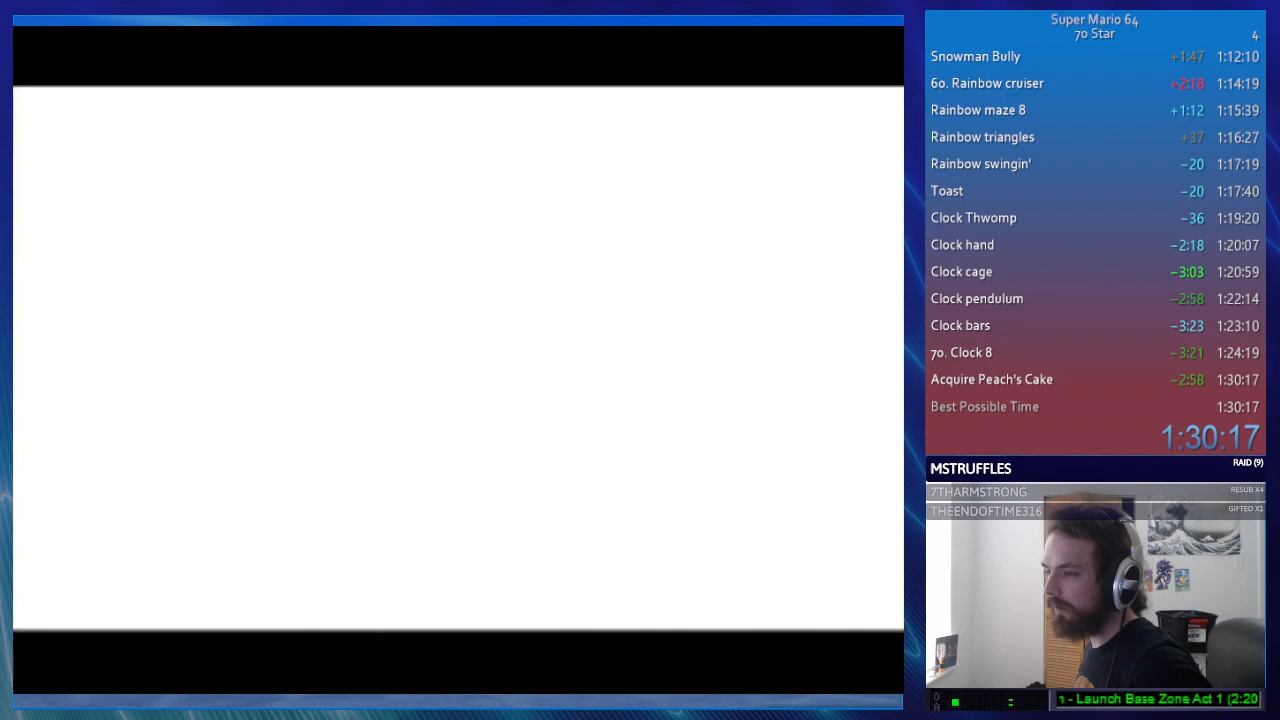 Super Mario 64
70 Star
4
Snowman Bully +1:47 1:12:10
60. Rainbow cruiser +2:18 1:14:19
Rainbow maze 8 +1:12 1:15:39
Rainbow triangles +37 1:16:27
Rainbow swingin' −20 1:17:19
Toast −20 1:17:40
Clock Thwomp −36 1:19:20
Clock hand −2:18 1:20:07
Clock cage −3:03 1:20:59
Clock pendulum −2:58 1:22:14
Clock bars −3:23 1:23:10
70. Clock 8 −3:21 1:24:19
Acquire Peach's Cake −2:58 1:30:17
Best Possible Time 1:30:17
1:30:17
MSTRUFFLES RAID (9)
7THARMSTRONG RESUB X4
THEENDOFTIME316 GIFTED X1
- Launch Base Zone Act 1 (2:20